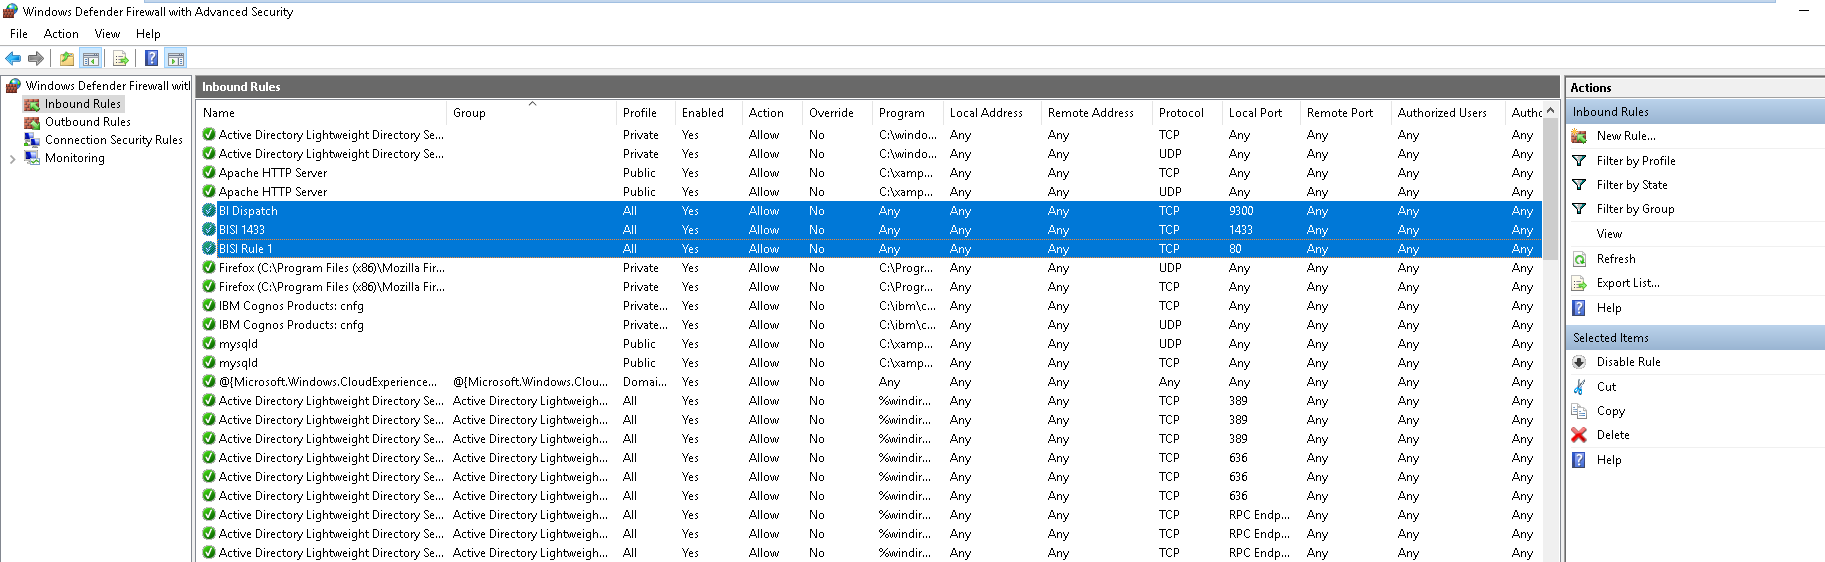 Windows Defender Firewall with Advanced Security
File Action View Help
Windows Defender Firewall witl
Inbound Rules
Outbound Rules
Connection Security Rules
Monitoring
Inbound Rules
Name Group Profile Enabled Action Override Program Local Address Remote Address Protocol Local Port Remote Port Authorized Users Autho
Active Directory Lightweight Directory Se... Private Yes Allow No C:\windo... Any Any TCP Any Any Any Any
Active Directory Lightweight Directory Se... Private Yes Allow No C:\windo... Any Any UDP Any Any Any Any
Apache HTTP Server Public Yes Allow No C:\xamp... Any Any TCP Any Any Any Any
Apache HTTP Server Public Yes Allow No C:\xamp... Any Any UDP Any Any Any Any
BI Dispatch All Yes Allow No Any Any Any TCP 9300 Any Any Any
BISI 1433 All Yes Allow No Any Any Any TCP 1433 Any Any Any
BISI Rule 1 All Yes Allow No Any Any Any TCP 80 Any Any Any
Firefox (C:\Program Files (x86)\Mozilla Fir... Private Yes Allow No C:\Progr... Any Any UDP Any Any Any Any
Firefox (C:\Program Files (x86)\Mozilla Fir... Private Yes Allow No C:\Progr... Any Any TCP Any Any Any Any
IBM Cognos Products: cnfg Private... Yes Allow No C:\ibm\c... Any Any TCP Any Any Any Any
IBM Cognos Products: cnfg Private... Yes Allow No C:\ibm\c... Any Any UDP Any Any Any Any
mysqld Public Yes Allow No C:\xamp... Any Any UDP Any Any Any Any
mysqld Public Yes Allow No C:\xamp... Any Any TCP Any Any Any Any
@{Microsoft.Windows.CloudExperience... @{Microsoft.Windows.Clou... Domai... Yes Allow No Any Any Any Any Any Any Any Any
Active Directory Lightweight Directory Se... Active Directory Lightweigh... All Yes Allow No %windir... Any Any TCP 389 Any Any Any
Active Directory Lightweight Directory Se... Active Directory Lightweigh... All Yes Allow No %windir... Any Any TCP 389 Any Any Any
Active Directory Lightweight Directory Se... Active Directory Lightweigh... All Yes Allow No %windir... Any Any TCP 389 Any Any Any
Active Directory Lightweight Directory Se... Active Directory Lightweigh... All Yes Allow No %windir... Any Any TCP 636 Any Any Any
Active Directory Lightweight Directory Se... Active Directory Lightweigh... All Yes Allow No %windir... Any Any TCP 636 Any Any Any
Active Directory Lightweight Directory Se... Active Directory Lightweigh... All Yes Allow No %windir... Any Any TCP 636 Any Any Any
Active Directory Lightweight Directory Se... Active Directory Lightweigh... All Yes Allow No %windir... Any Any TCP RPC Endp... Any Any Any
Active Directory Lightweight Directory Se... Active Directory Lightweigh... All Yes Allow No %windir... Any Any TCP RPC Endp... Any Any Any
Active Directory Lightweight Directory Se... Active Directory Lightweigh... All Yes Allow No %windir... Any Any TCP RPC Endp... Any Any Any
Actions
Inbound Rules
New Rule...
Filter by Profile
Filter by State
Filter by Group
View
Refresh
Export List...
Help
Selected Items
Disable Rule
Cut
Copy
Delete
Help